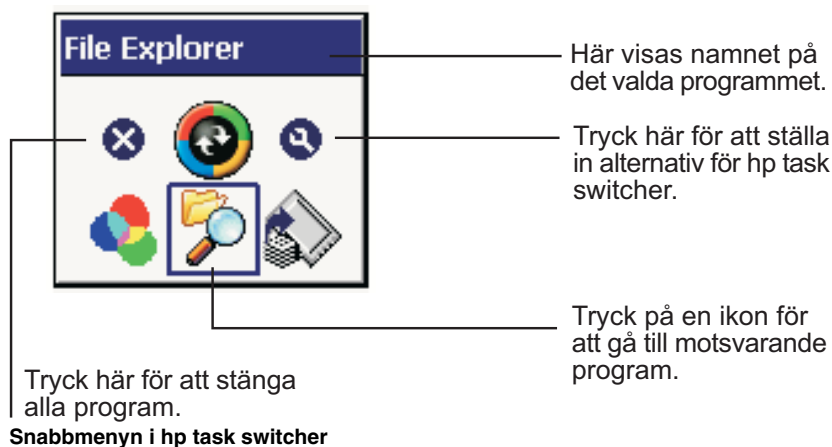 File Explorer
Här visas namnet på
det valda programmet.
Tryck här för att ställa
in alternativ för hp task
switcher.
Tryck på en ikon för
att gå till motsvarande
program.
Tryck här för att stänga
alla program.
Snabbmenyn i hp task switcher